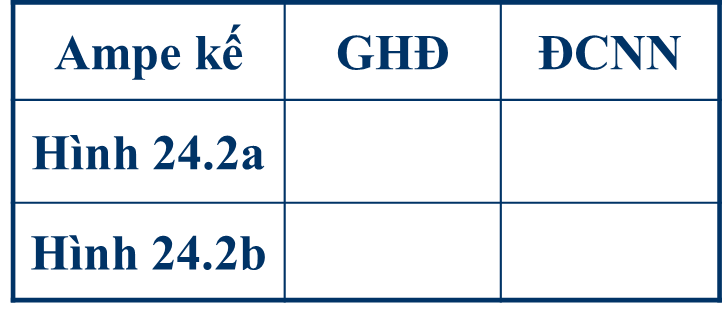 Ampe kế GHĐ ĐCNN
Hình 24.2a
Hình 24.2b